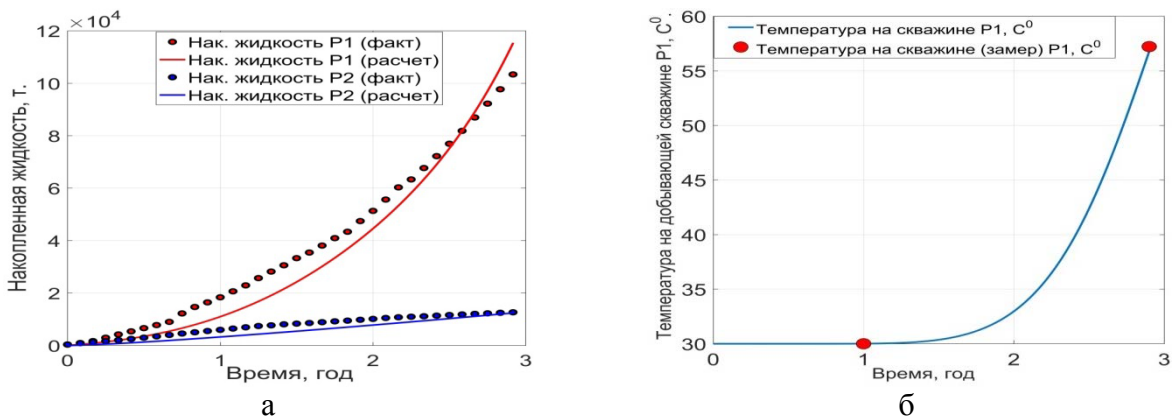 ×10⁴
12
10
8
6
4
2
0
Накопленная жидкость, т.
Нак. жидкость P1 (факт)
Нак. жидкость P1 (расчет)
Нак. жидкость P2 (факт)
Нак. жидкость P2 (расчет)
0 1 2 3
Время, год
а
Температура на добывающей скважине P1, C⁰.
60
55
50
45
40
35
30
Температура на скважине P1, C⁰
Температура на скважине (замер) P1, C⁰
0 1 2 3
Время, год
б